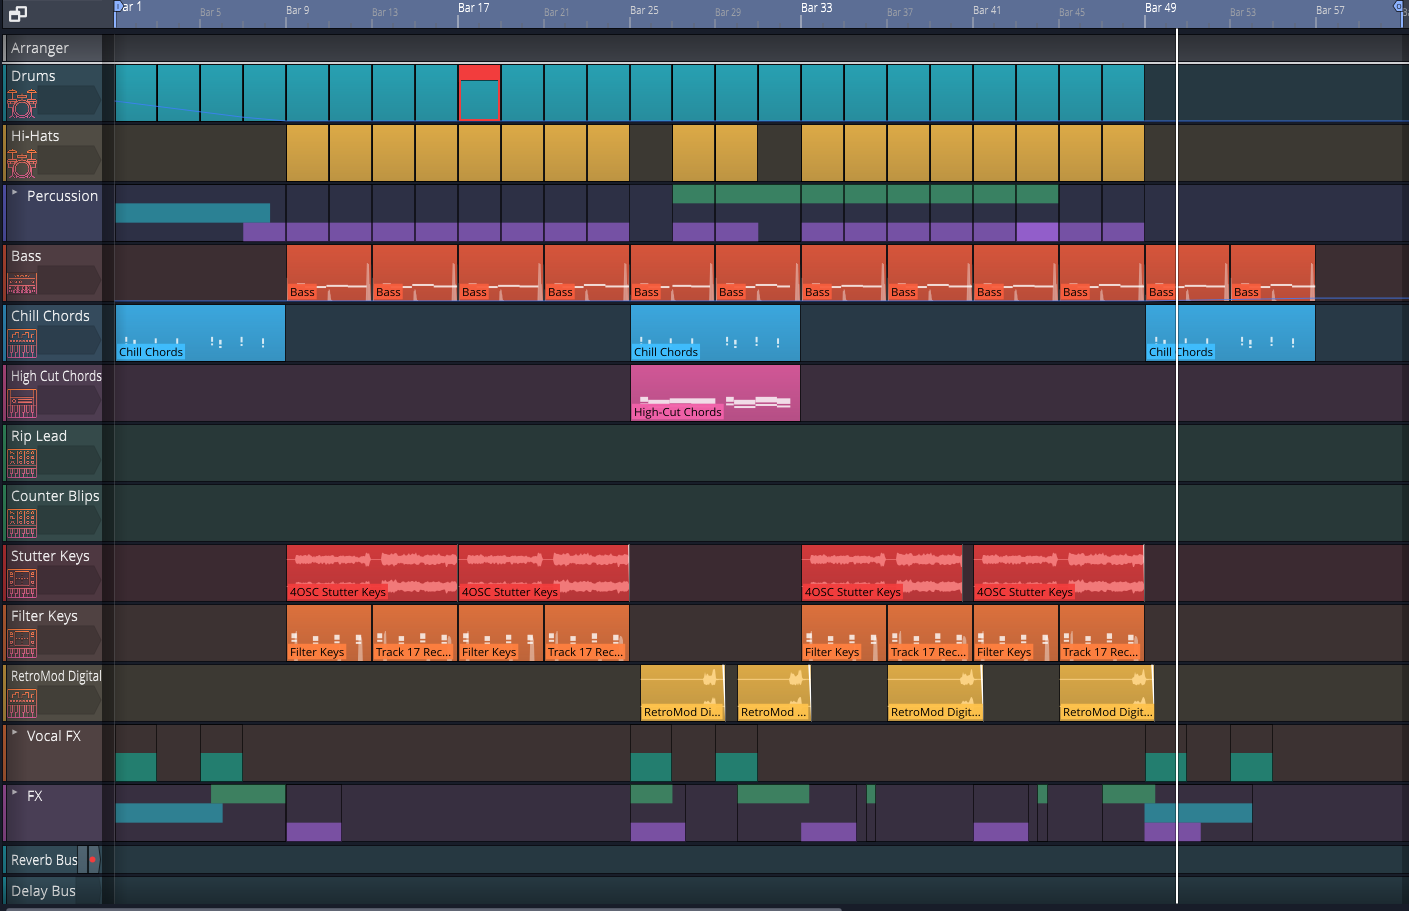 Bar 1 Bar 5 Bar 9 Bar 13 Bar 17 Bar 21 Bar 25 Bar 29 Bar 33 Bar 37 Bar 41 Bar 45 Bar 49 Bar 53 Bar 57
Arranger
Drums
Hi-Hats
Percussion
Bass
Bass Bass Bass Bass Bass Bass Bass Bass Bass Bass Bass Bass
Chill Chords
Chill Chords Chill Chords Chill Chords
High Cut Chords
High-Cut Chords
Rip Lead
Counter Blips
Stutter Keys
4OSC Stutter Keys 4OSC Stutter Keys 4OSC Stutter Keys 4OSC Stutter Keys
Filter Keys
Filter Keys Track 17 Rec... Filter Keys Track 17 Rec... Filter Keys Track 17 Rec... Filter Keys Track 17 Rec...
RetroMod Digital
RetroMod Di... RetroMod ... RetroMod Digit... RetroMod Digit...
Vocal FX
FX
Reverb Bus
Delay Bus